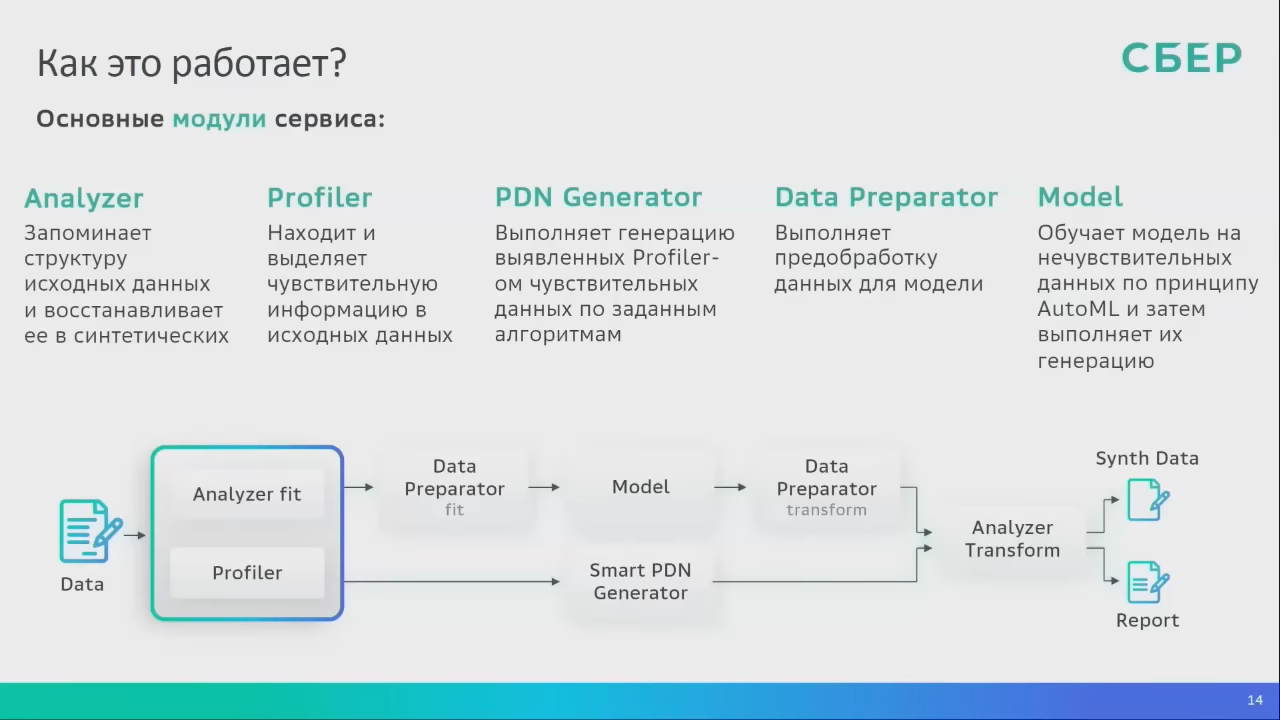 Как это работает?
СБЕР
Основные модули сервиса:
Analyzer
Запоминает
структуру
исходных данных
и восстанавливает
ее в синтетических
Profiler
Находит и
выделяет
чувствительную
информацию в
исходных данных
PDN Generator
Выполняет генерацию
выявленных Profiler-
ом чувствительных
данных по заданным
алгоритмам
Data Preparator
Выполняет
предобработку
данных для модели
Model
Обучает модель на
нечувствительных
данных по принципу
AutoML и затем
выполняет их
генерацию
Data
Analyzer fit
Profiler
Data
Preparator
fit
Model
Smart PDN
Generator
Data
Preparator
transform
Analyzer
Transform
Synth Data
Report
14